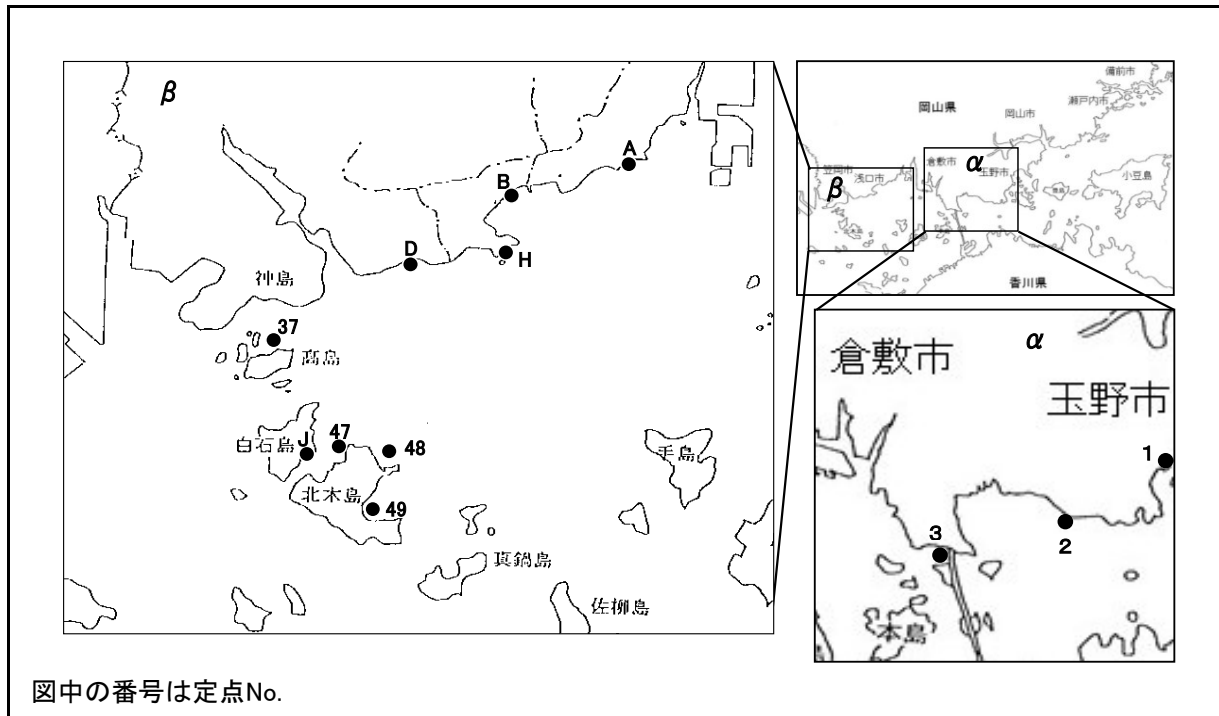 β
A
B
D
H
神島
37
高島
白石島
J
47
48
北木島
49
手島
真鍋島
佐柳島
備前市
瀬戸内市
岡山県
岡山市
倉敷市
α
玉野市
小豆島
笠岡市
浅口市
β
香川県
α
倉敷市
玉野市
1
2
3
本島
図中の番号は定点No.